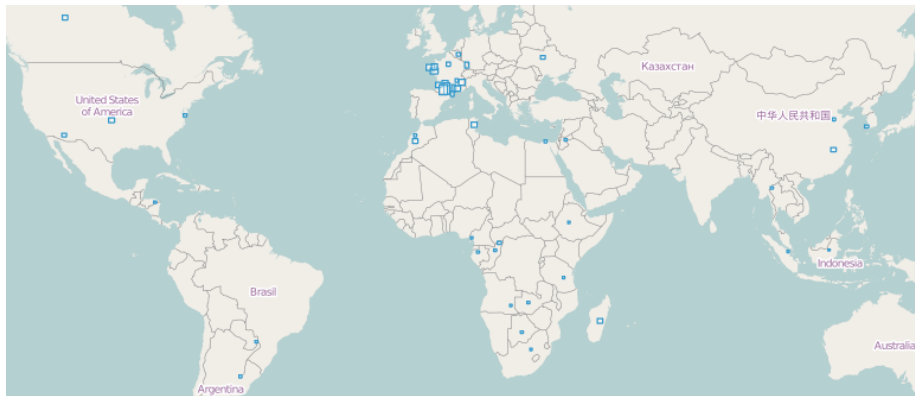 Казахстан
United States
of America
中华人民共和国
Brasil
Indonesia
Australia
Argentina